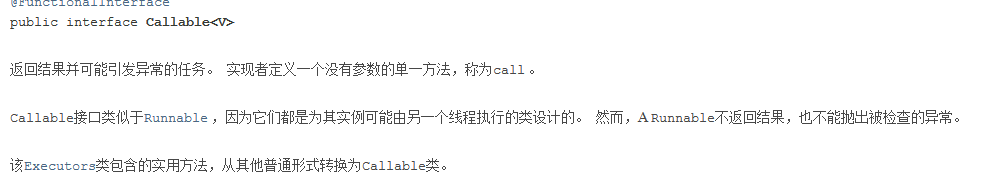 @FunctionalInterface
public interface Callable<V>
返回结果并可能引发异常的任务。 实现者定义一个没有参数的单一方法，称为call 。
Callable接口类似于Runnable ，因为它们都是为其实例可能由另一个线程执行的类设计的。 然而，A Runnable不返回结果，也不能抛出被检查的异常。
该Executors类包含的实用方法，从其他普通形式转换为Callable类。